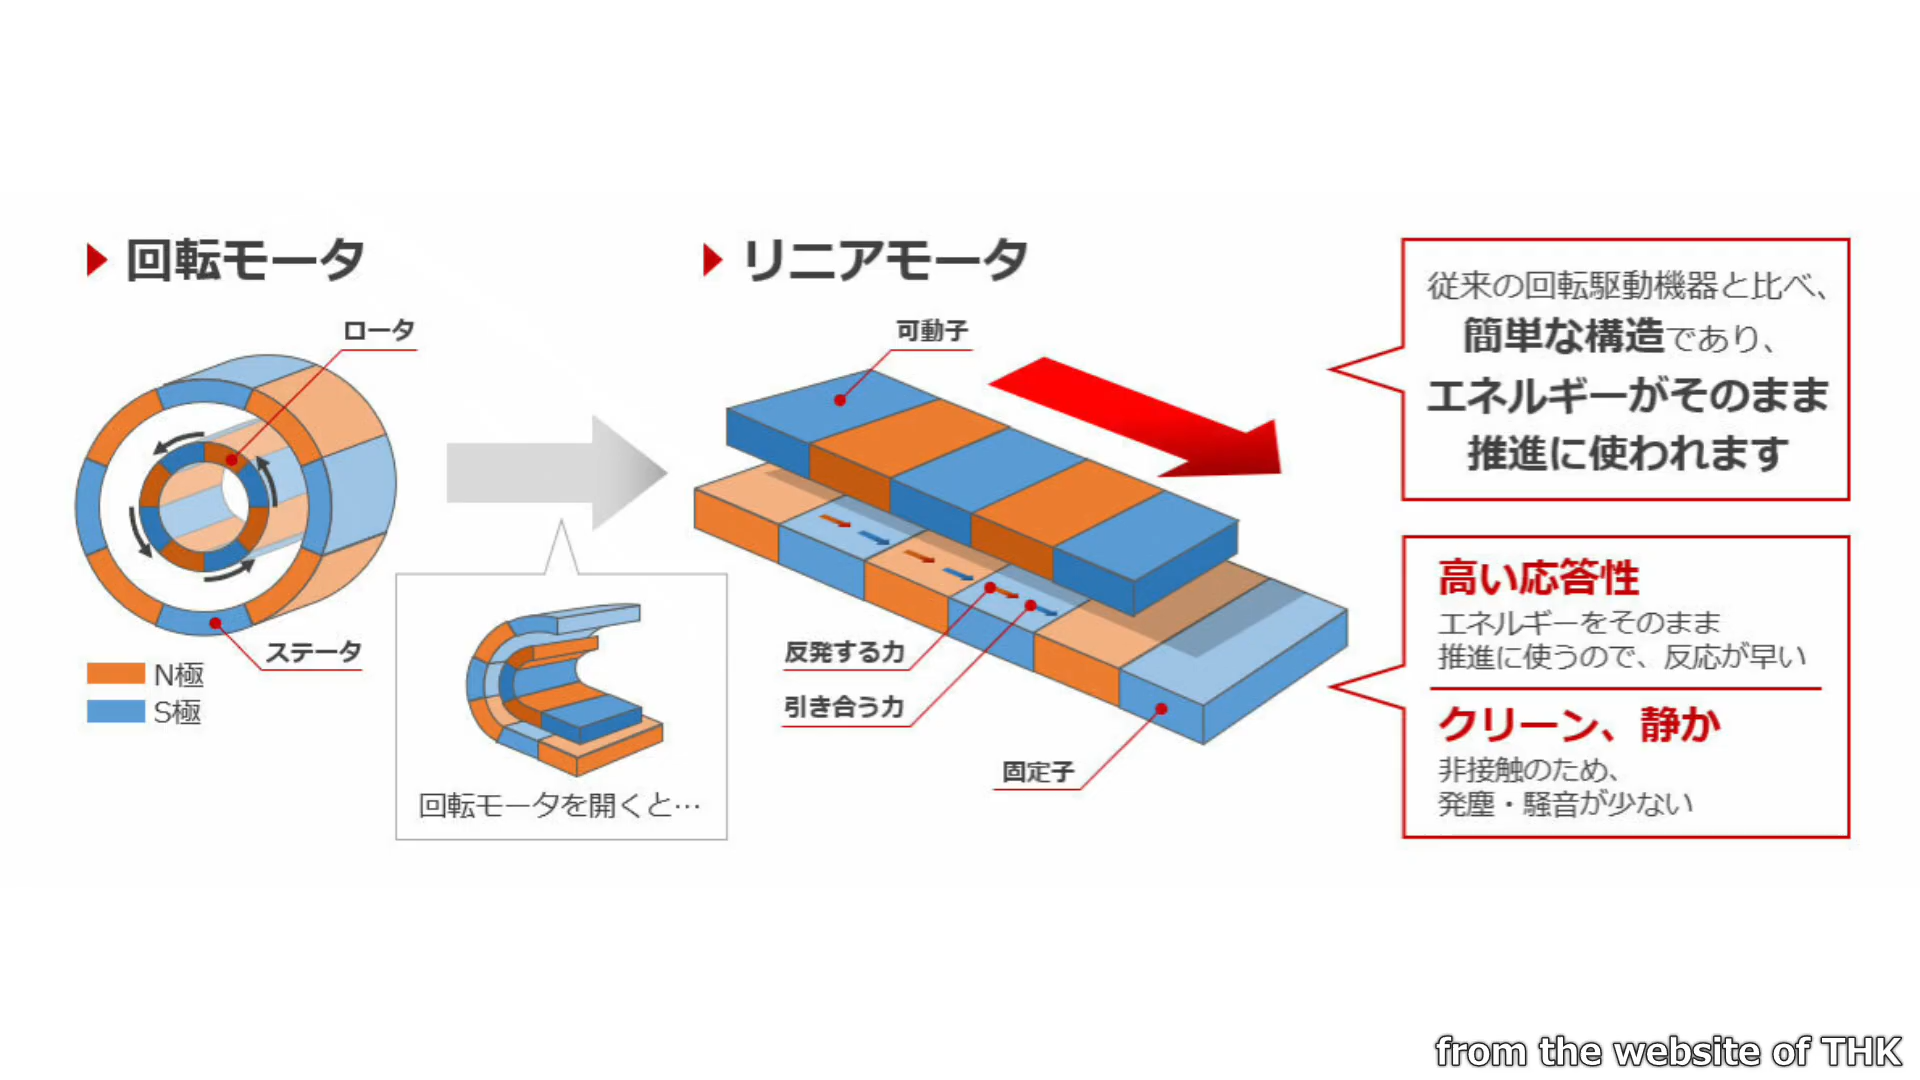 回転モータ
ロータ
ステータ
N極
S極
回転モータを開くと…
リニアモータ
可動子
反発する力
引き合う力
固定子
従来の回転駆動機器と比べ、
簡単な構造であり、
エネルギーがそのまま
推進に使われます
高い応答性
エネルギーをそのまま
推進に使うので、反応が早い
クリーン、静か
非接触のため、
発塵・騒音が少ない
from the website of THK